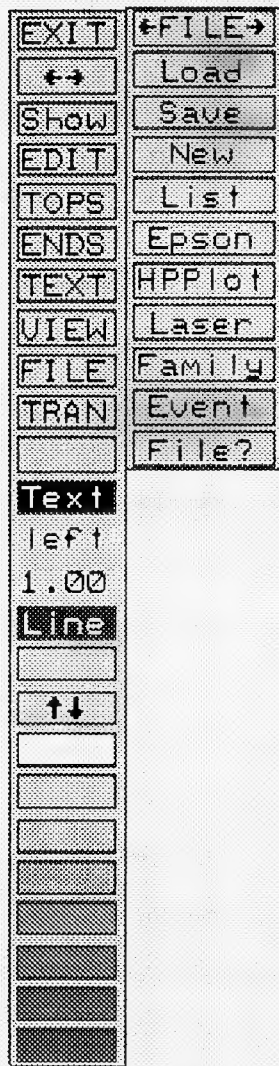 EXIT
←→
Show
EDIT
TOPS
ENDS
TEXT
VIEW
FILE
TRAN
Text
left
1.00
Line
↑↓
←FILE→
Load
Save
New
List
Epson
HPPlot
Laser
Family
Event
File?